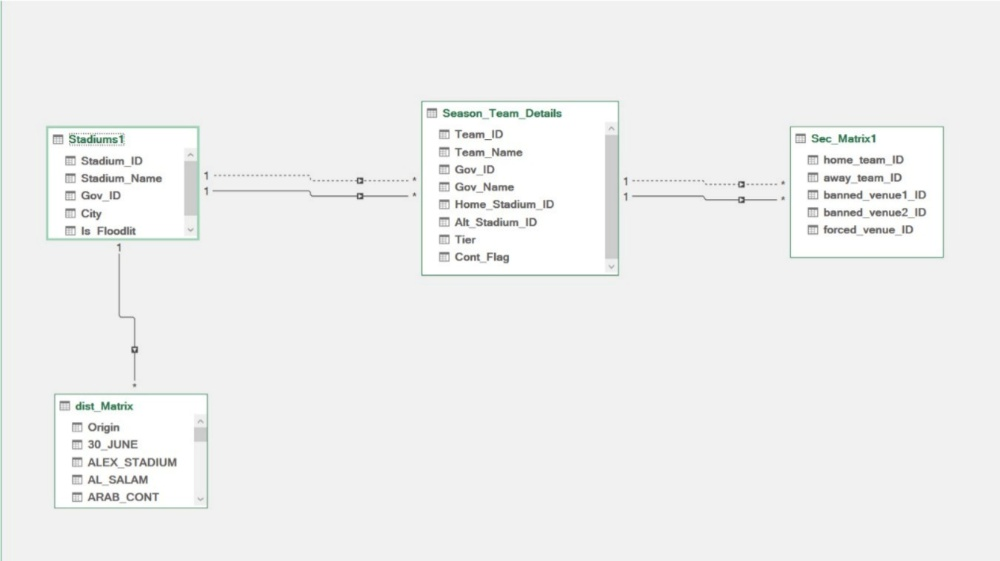 Stadiums1
Stadium_ID
Stadium_Name
Gov_ID
City
Is_Floodlit
1
1
1
*
*
Season_Team_Details
Team_ID
Team_Name
Gov_ID
Gov_Name
Home_Stadium_ID
Alt_Stadium_ID
Tier
Cont_Flag
1
1
*
*
Sec_Matrix1
home_team_ID
away_team_ID
banned_venue1_ID
banned_venue2_ID
forced_venue_ID
*
dist_Matrix
Origin
30_JUNE
ALEX_STADIUM
AL_SALAM
ARAB_CONT